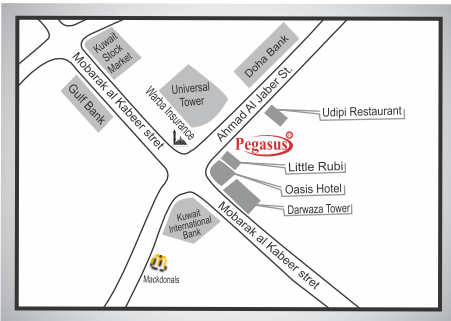 Kuwait
Stock
Market
Mobarak al Kabeer stret
Gulf Bank
Universal
Tower
Warba Insurance
Doha Bank
Ahmad Al Jaber St.
Udipi Restaurant
Pegasus®
Little Rubi
Oasis Hotel
Darwaza Tower
Mobarak al Kabeer stret
Kuwait
International
Bank
Mackdonals